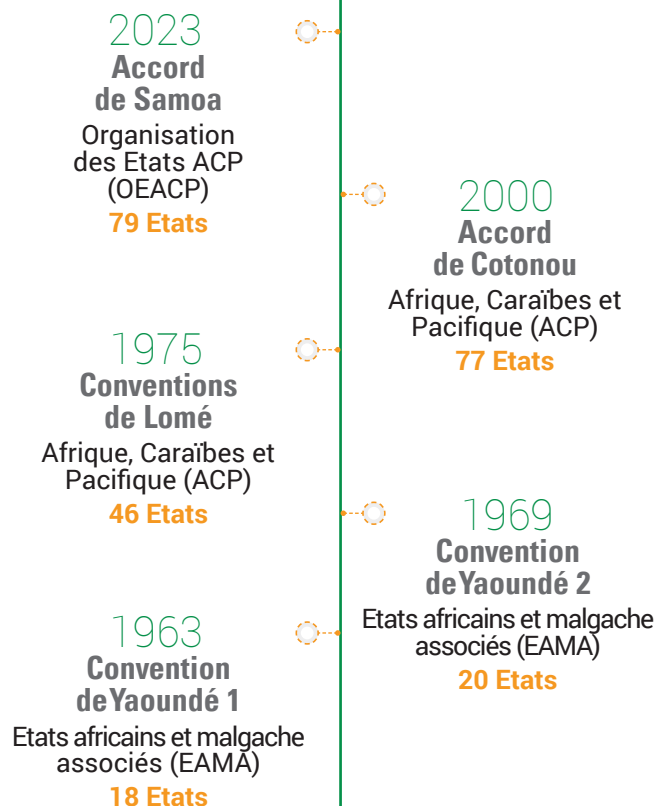 2023
Accord
de Samoa
Organisation
des Etats ACP
(OEACP)
79 Etats
2000
Accord
de Cotonou
Afrique, Caraïbes et
Pacifique (ACP)
77 Etats
1975
Conventions
de Lomé
Afrique, Caraïbes et
Pacifique (ACP)
46 Etats
1969
Convention
de Yaoundé 2
Etats africains et malgache
associés (EAMA)
20 Etats
1963
Convention
de Yaoundé 1
Etats africains et malgache
associés (EAMA)
18 Etats